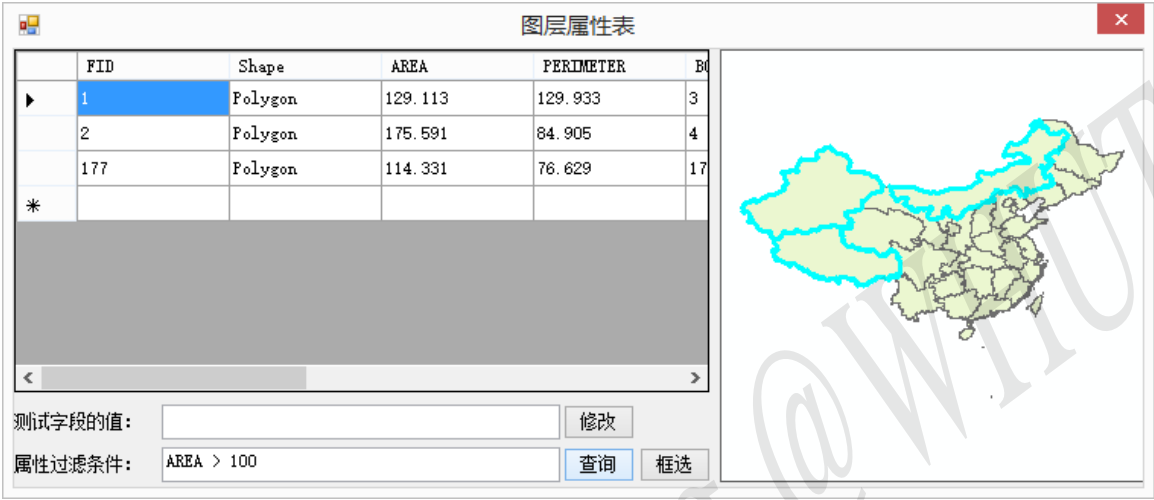 图层属性表
FID Shape AREA PERIMETER
1 Polygon 129.113 129.933 3
2 Polygon 175.591 84.905 4
177 Polygon 114.331 76.629 17
测试字段的值： 修改
属性过滤条件： AREA > 100 查询 框选
@WHUT